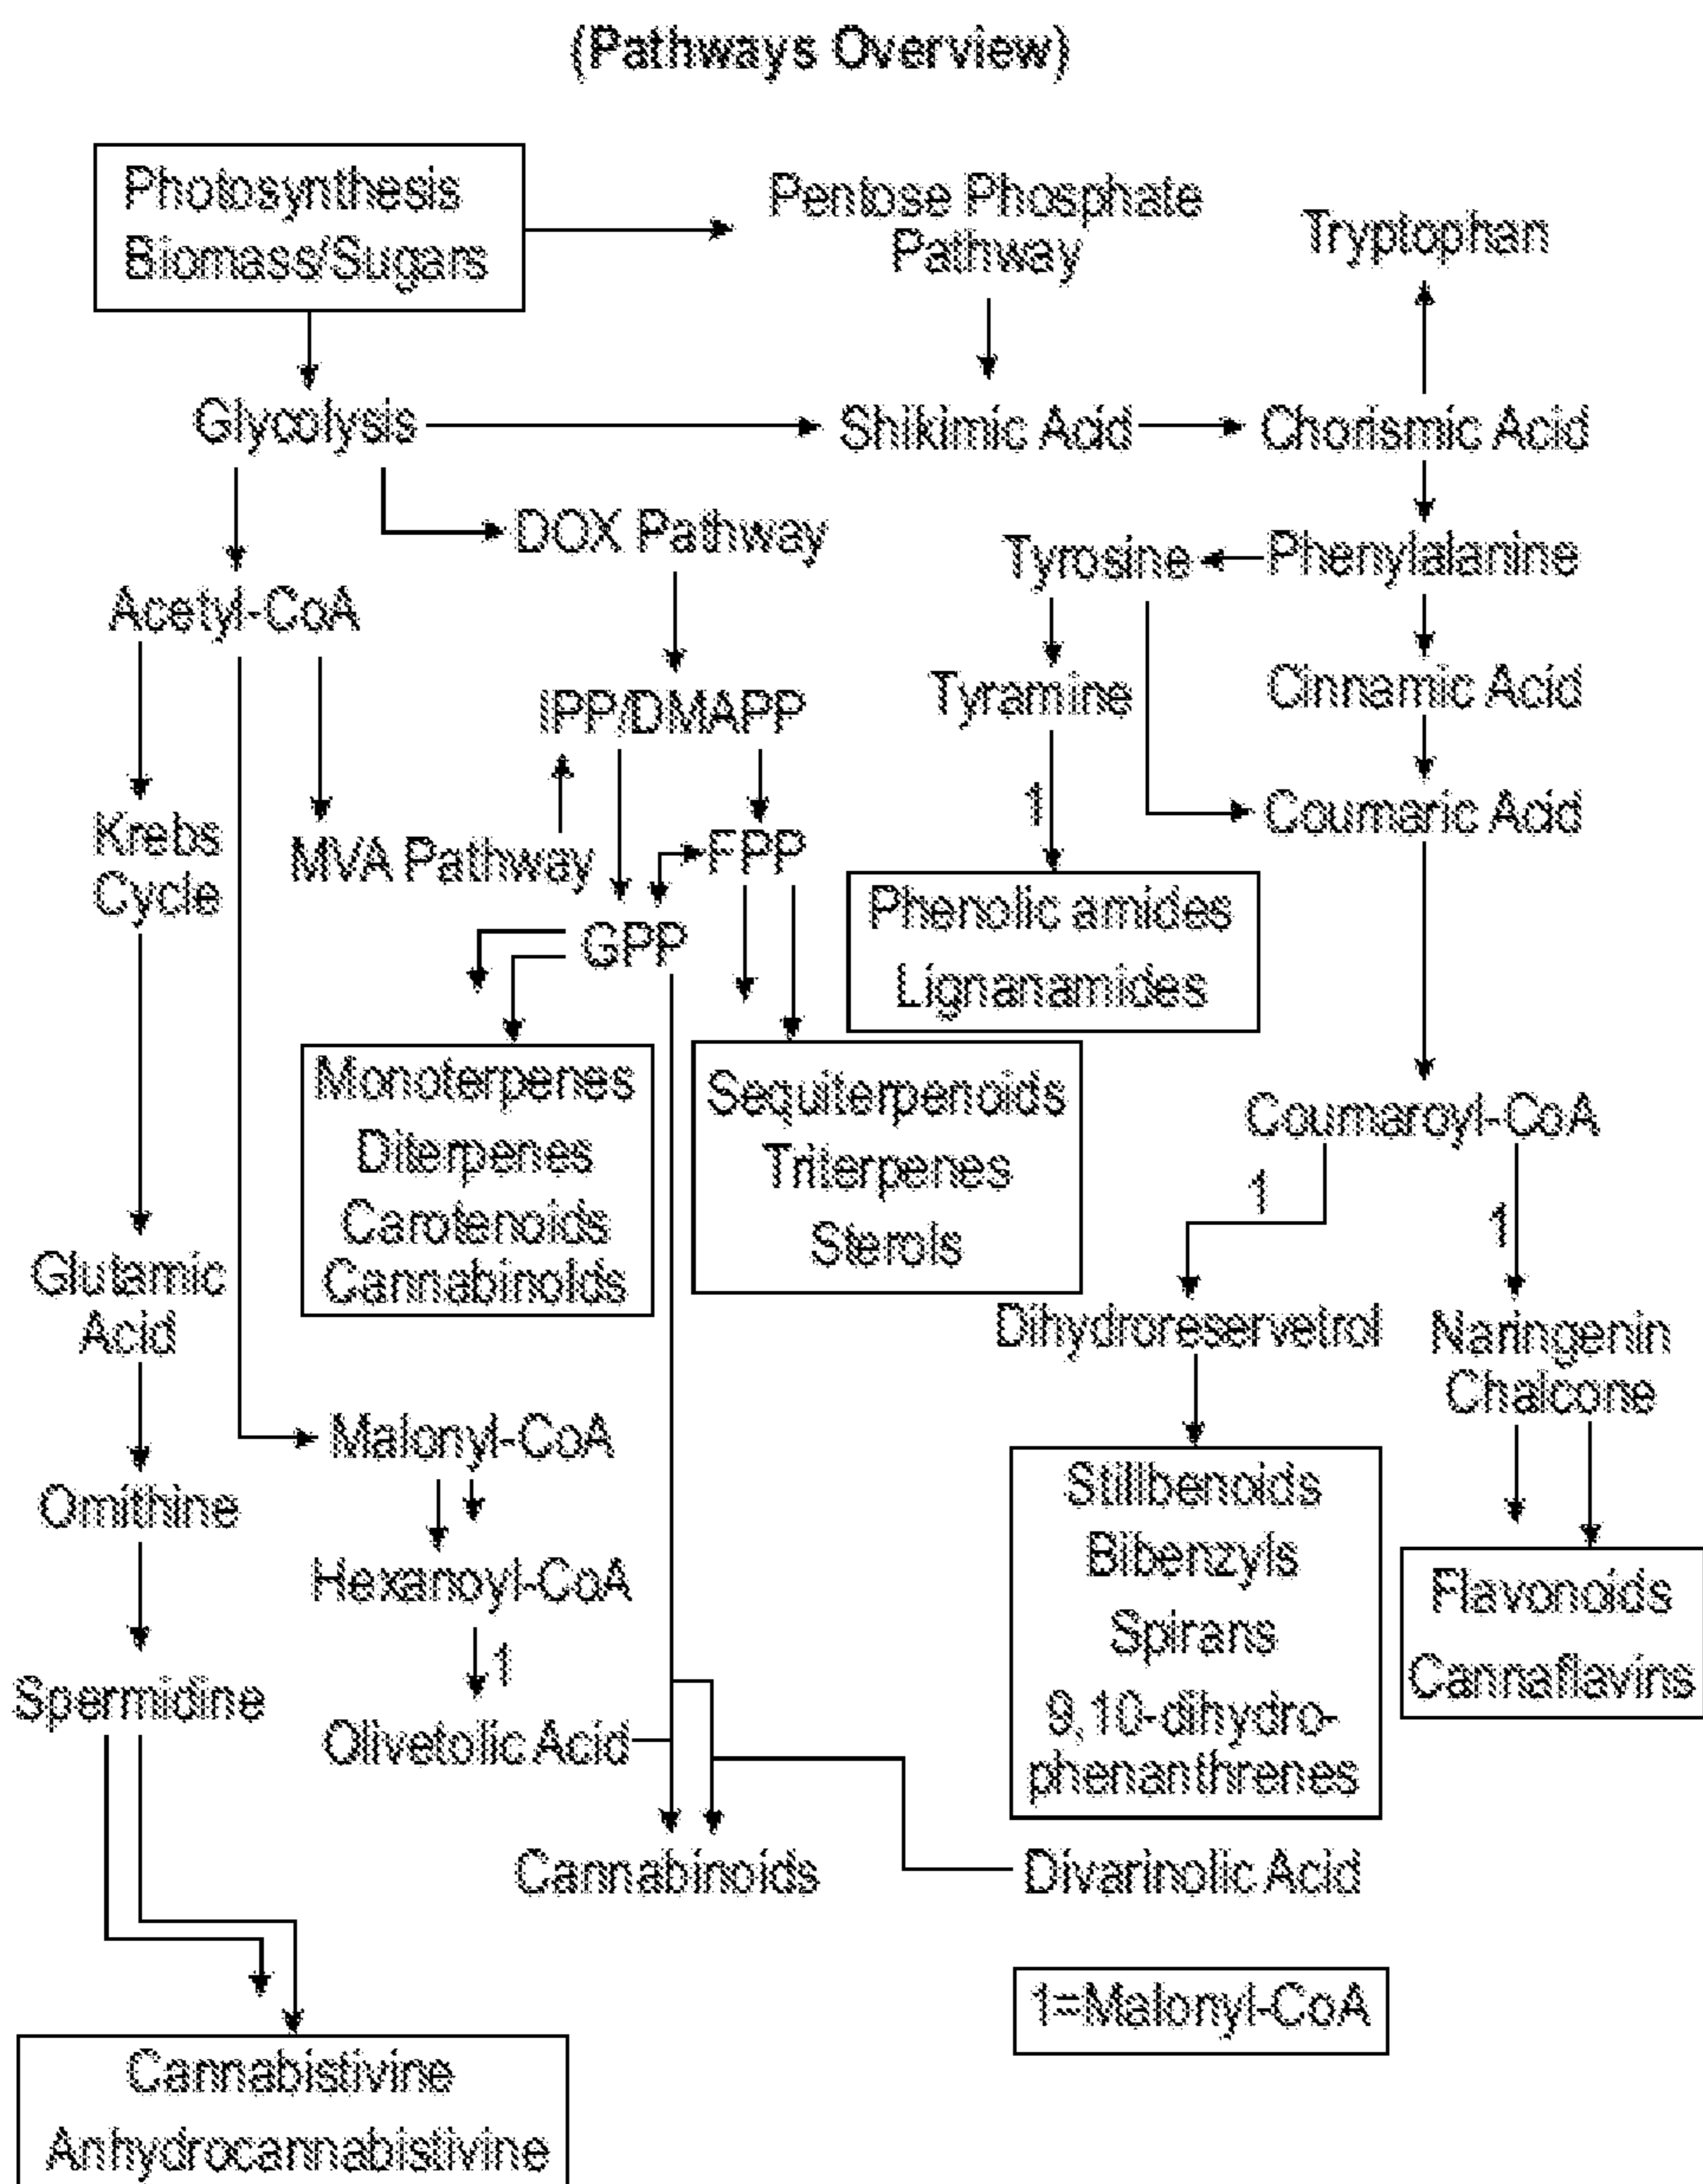 (Pathways Overview)
Photosynthesis
Biomass/Sugars
Pentose Phosphate
Pathway
Tryptophan
Glycolysis
Shikimic Acid
Chorismic Acid
DOX Pathway
Tyrosine
Phenylalanine
Acetyl-CoA
IPP/DMAPP
Tyramine
Cinnamic Acid
1
Coumaric Acid
Krebs
Cycle
MVA Pathway
FPP
GPP
Phenolic amides
Lignanamides
Monoterpenes
Diterpenes
Carotenoids
Cannabinolds
Sequiterpenoids
Triterpenes
Sterols
Coumaroyl-CoA
1
1
Glutamic
Acid
Dihydroreservetrol
Naringenin
Chalcone
Malonyl-CoA
Ornithine
Hexanoyl-CoA
1
Stillbenoids
Bibenzyls
Spirans
9,10-dihydro-
phenanthrenes
Flavonoids
Cannaflavins
Spermidine
Olivetolic Acid
Cannabinoids
Divarinolic Acid
1=Malonyl-CoA
Cannabistivine
Anhydrocannabistivine